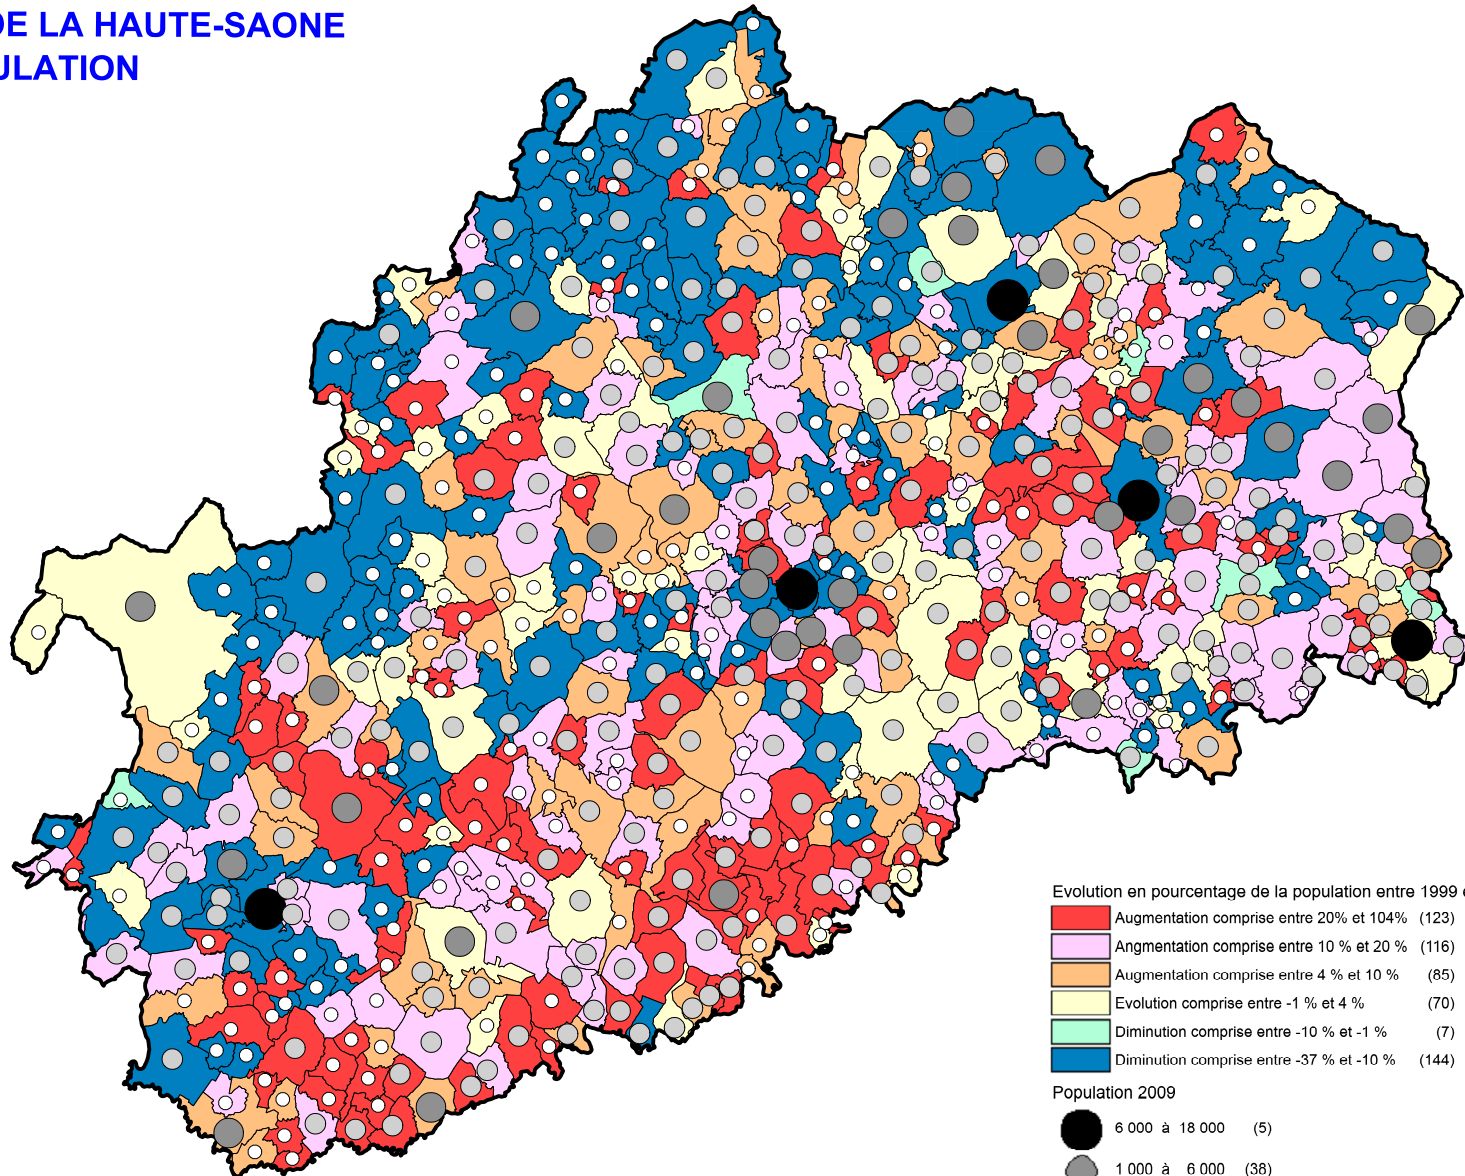 DE LA HAUTE-SAONE
ULATION
Evolution en pourcentage de la population entre 1999 e
Augmentation comprise entre 20% et 104% (123)
Angmentation comprise entre 10 % et 20 % (116)
Augmentation comprise entre 4 % et 10 % (85)
Evolution comprise entre -1 % et 4 % (70)
Diminution comprise entre -10 % et -1 % (7)
Diminution comprise entre -37 % et -10 % (144)
Population 2009
6 000 à 18 000 (5)
1 000 à 6 000 (38)